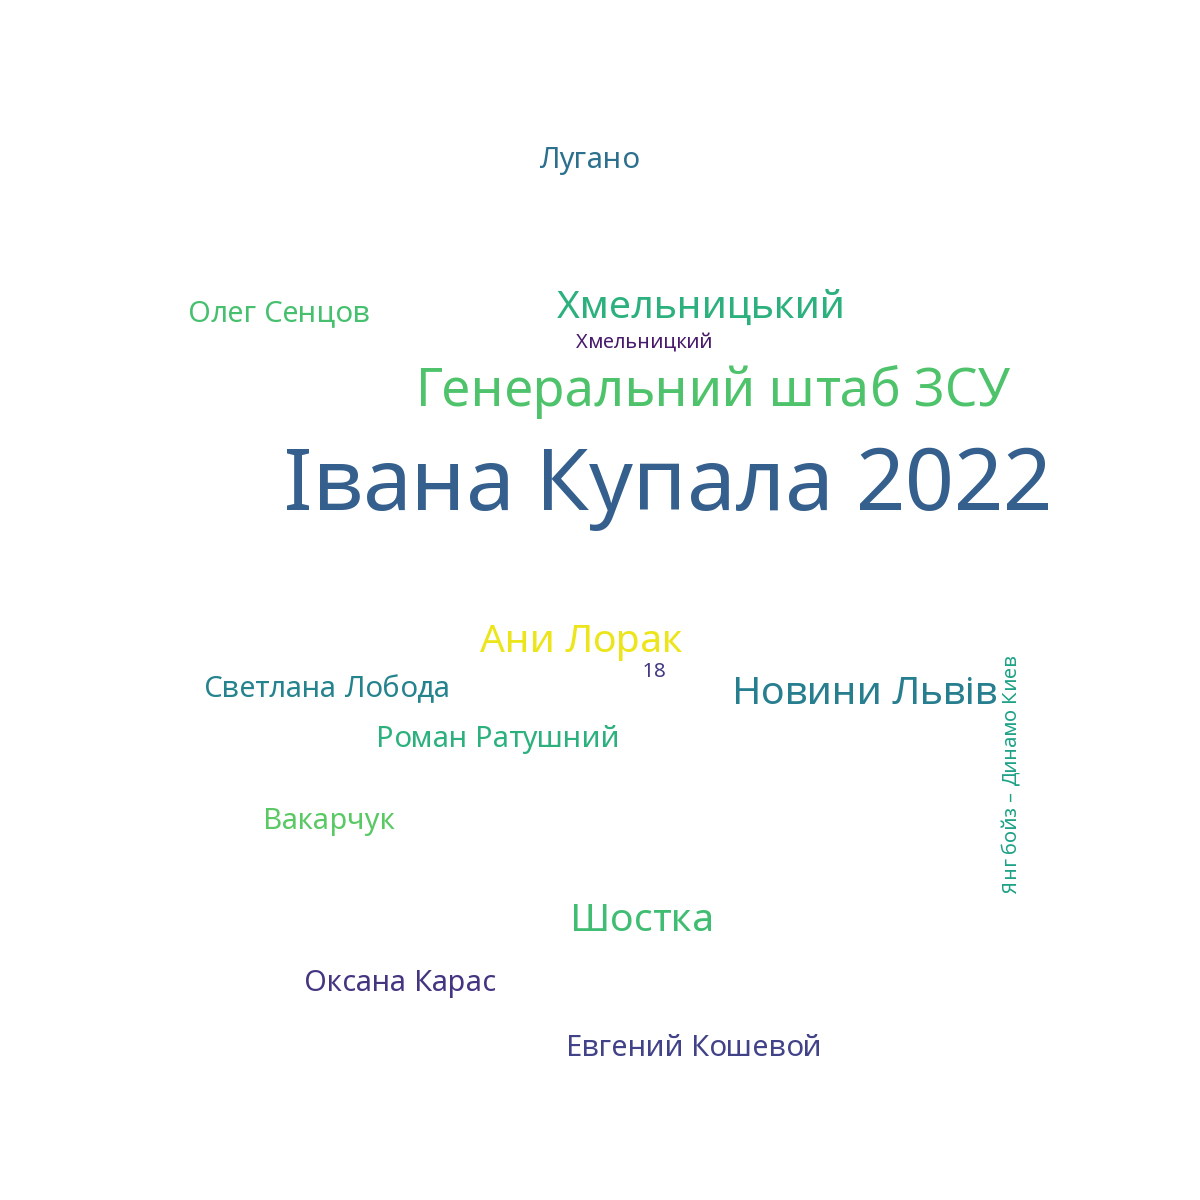 Лугано
Хмельницький
Олег Сенцов
Хмельницкий
Генеральний штаб ЗСУ
Івана Купала 2022
Ани Лорак
18
Светлана Лобода
Новини Львів
Роман Ратушний
Янг бойз – Динамо Киев
Вакарчук
Шостка
Оксана Карас
Евгений Кошевой